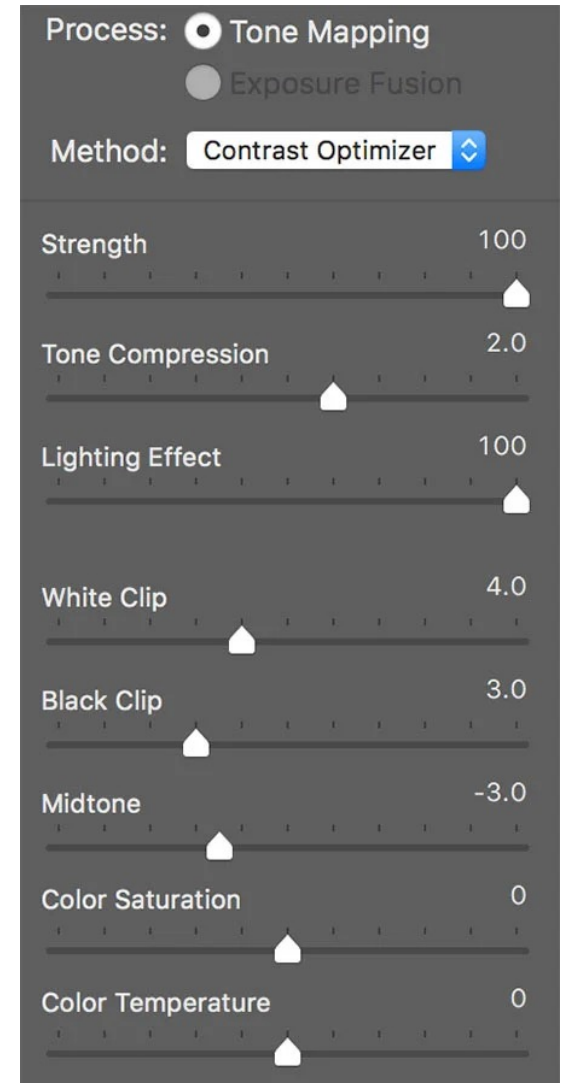 Process: Tone Mapping
Exposure Fusion
Method: Contrast Optimizer
Strength 100
Tone Compression 2.0
Lighting Effect 100
White Clip 4.0
Black Clip 3.0
Midtone -3.0
Color Saturation 0
Color Temperature 0